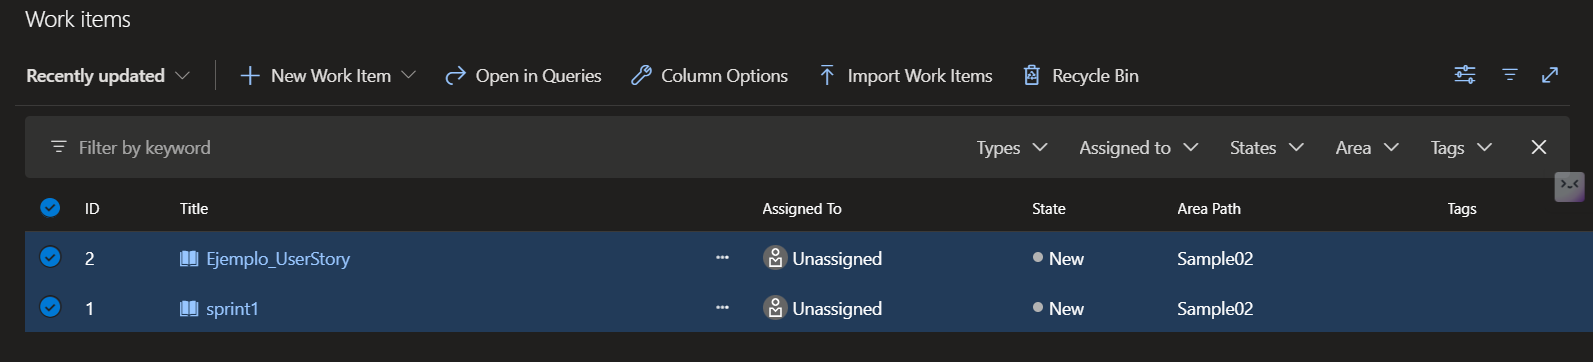 Work items
Recently updated New Work Item Open in Queries Column Options Import Work Items Recycle Bin
Filter by keyword Types Assigned to States Area Tags
ID Title Assigned To State Area Path Tags
2 Ejemplo_UserStory ... Unassigned New Sample02
1 sprint1 ... Unassigned New Sample02